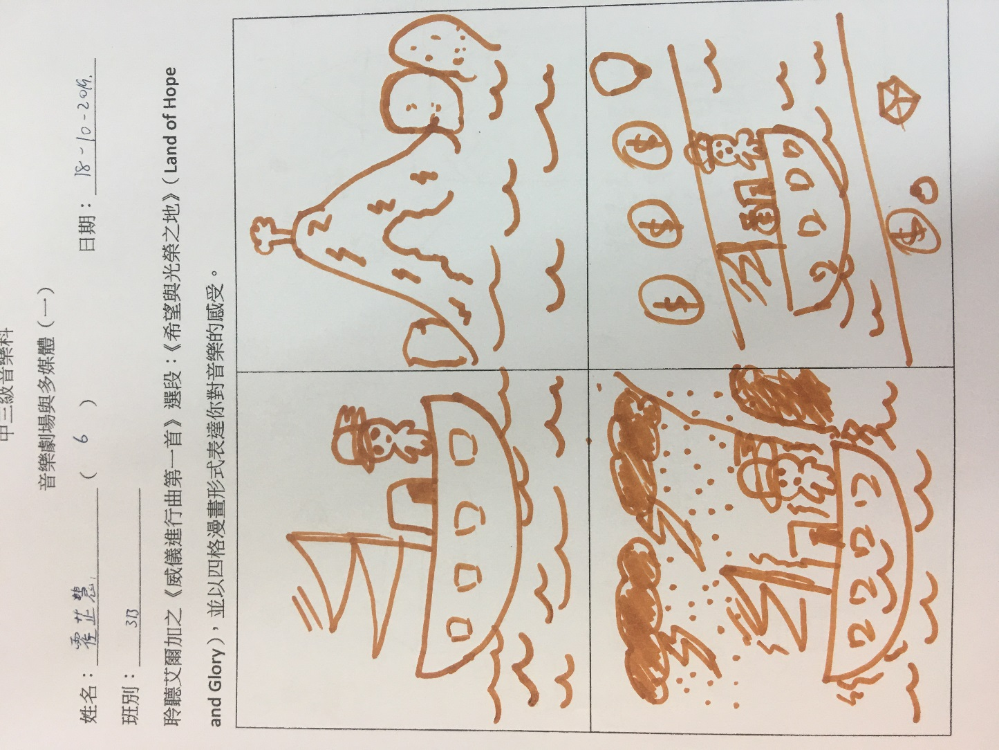 中三級音樂科
音樂劇場與多媒體（一）
姓名：霍芷慧 （ 6 ） 日期：18-10-2019.
班別：3B
聆聽艾爾加之《威儀進行曲第一首》選段：《希望與光榮之地》（Land of Hope
and Glory），並以四格漫畫形式表達你對音樂的感受。
$
$
$
$